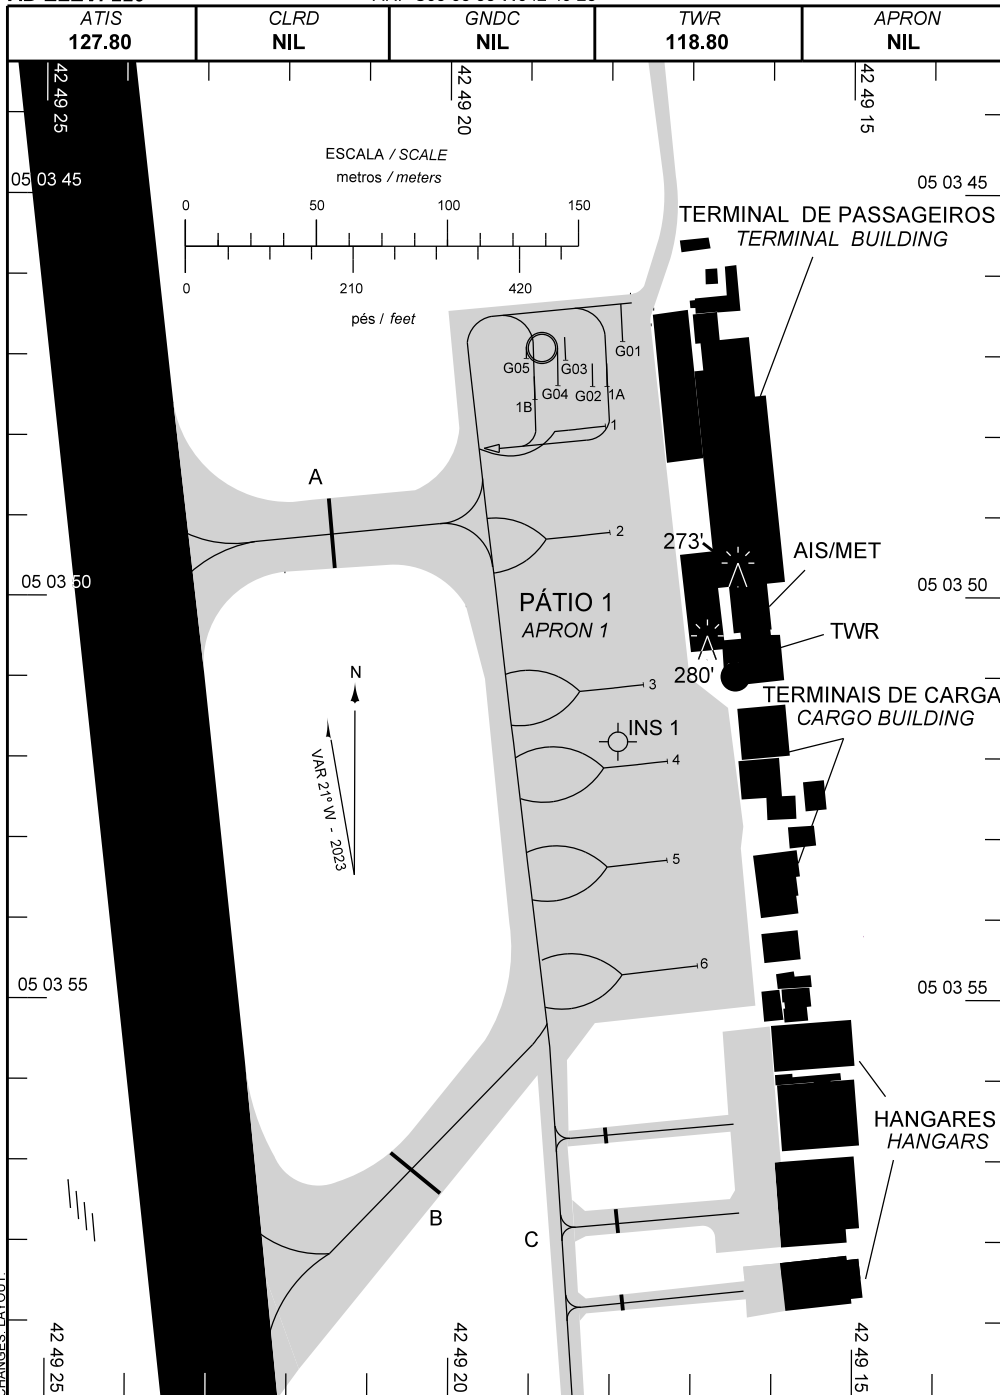 ATIS
127.80
CLRD
NIL
GNDC
NIL
TWR
118.80
APRON
NIL
42 49 25
42 49 20
42 49 15
ESCALA / SCALE
metros / meters
0 50 100 150
0 210 420
pés / feet
05 03 45
05 03 45
TERMINAL DE PASSAGEIROS
TERMINAL BUILDING
G01
G05
G03
G04
G02
1A
1B
1
A
2
273'
AIS/MET
05 03 50
05 03 50
PÁTIO 1
APRON 1
TWR
280'
N
VAR 21° W - 2023
3
TERMINAIS DE CARGA
CARGO BUILDING
INS 1
4
5
6
05 03 55
05 03 55
HANGARES
HANGARS
B
C
42 49 25
42 49 20
42 49 15